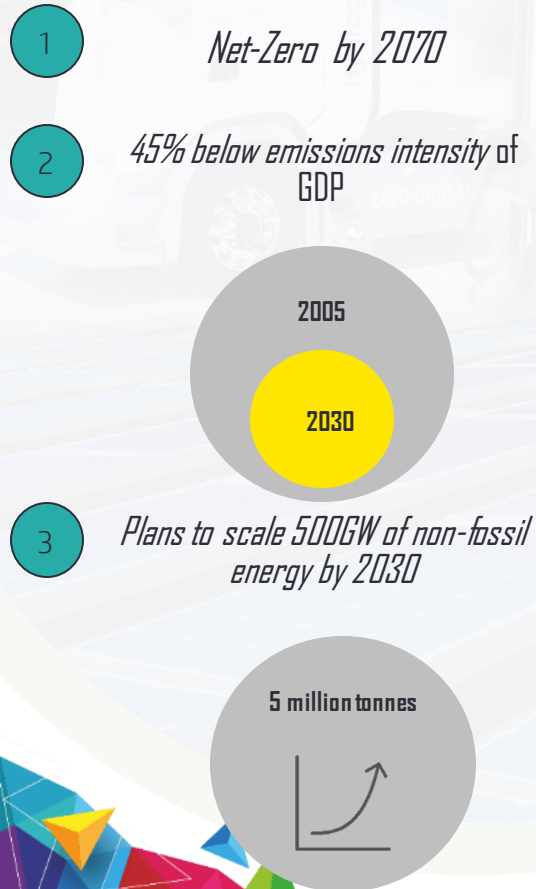 1
Net-Zero by 2070
2
45% below emissions intensity of
GDP
2005
2030
3
Plans to scale 500GW of non-fossil
energy by 2030
5 million tonnes